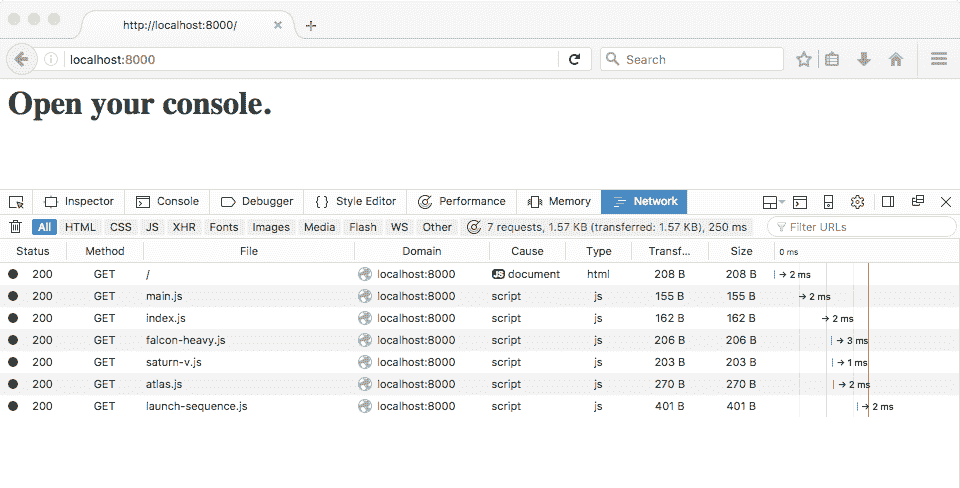 http://localhost:8000/
localhost:8000 Search
Open your console.
Inspector Console Debugger { } Style Editor Performance Memory Network
All HTML CSS JS XHR Fonts Images Media Flash WS Other 7 requests, 1.57 KB (transferred: 1.57 KB), 250 ms Filter URLs
Status Method File Domain Cause Type Transf... Size 0 ms
200 GET / localhost:8000 JS document html 208 B 208 B → 2 ms
200 GET main.js localhost:8000 script js 155 B 155 B → 2 ms
200 GET index.js localhost:8000 script js 162 B 162 B → 2 ms
200 GET falcon-heavy.js localhost:8000 script js 206 B 206 B → 3 ms
200 GET saturn-v.js localhost:8000 script js 203 B 203 B → 1 ms
200 GET atlas.js localhost:8000 script js 270 B 270 B → 2 ms
200 GET launch-sequence.js localhost:8000 script js 401 B 401 B → 2 ms